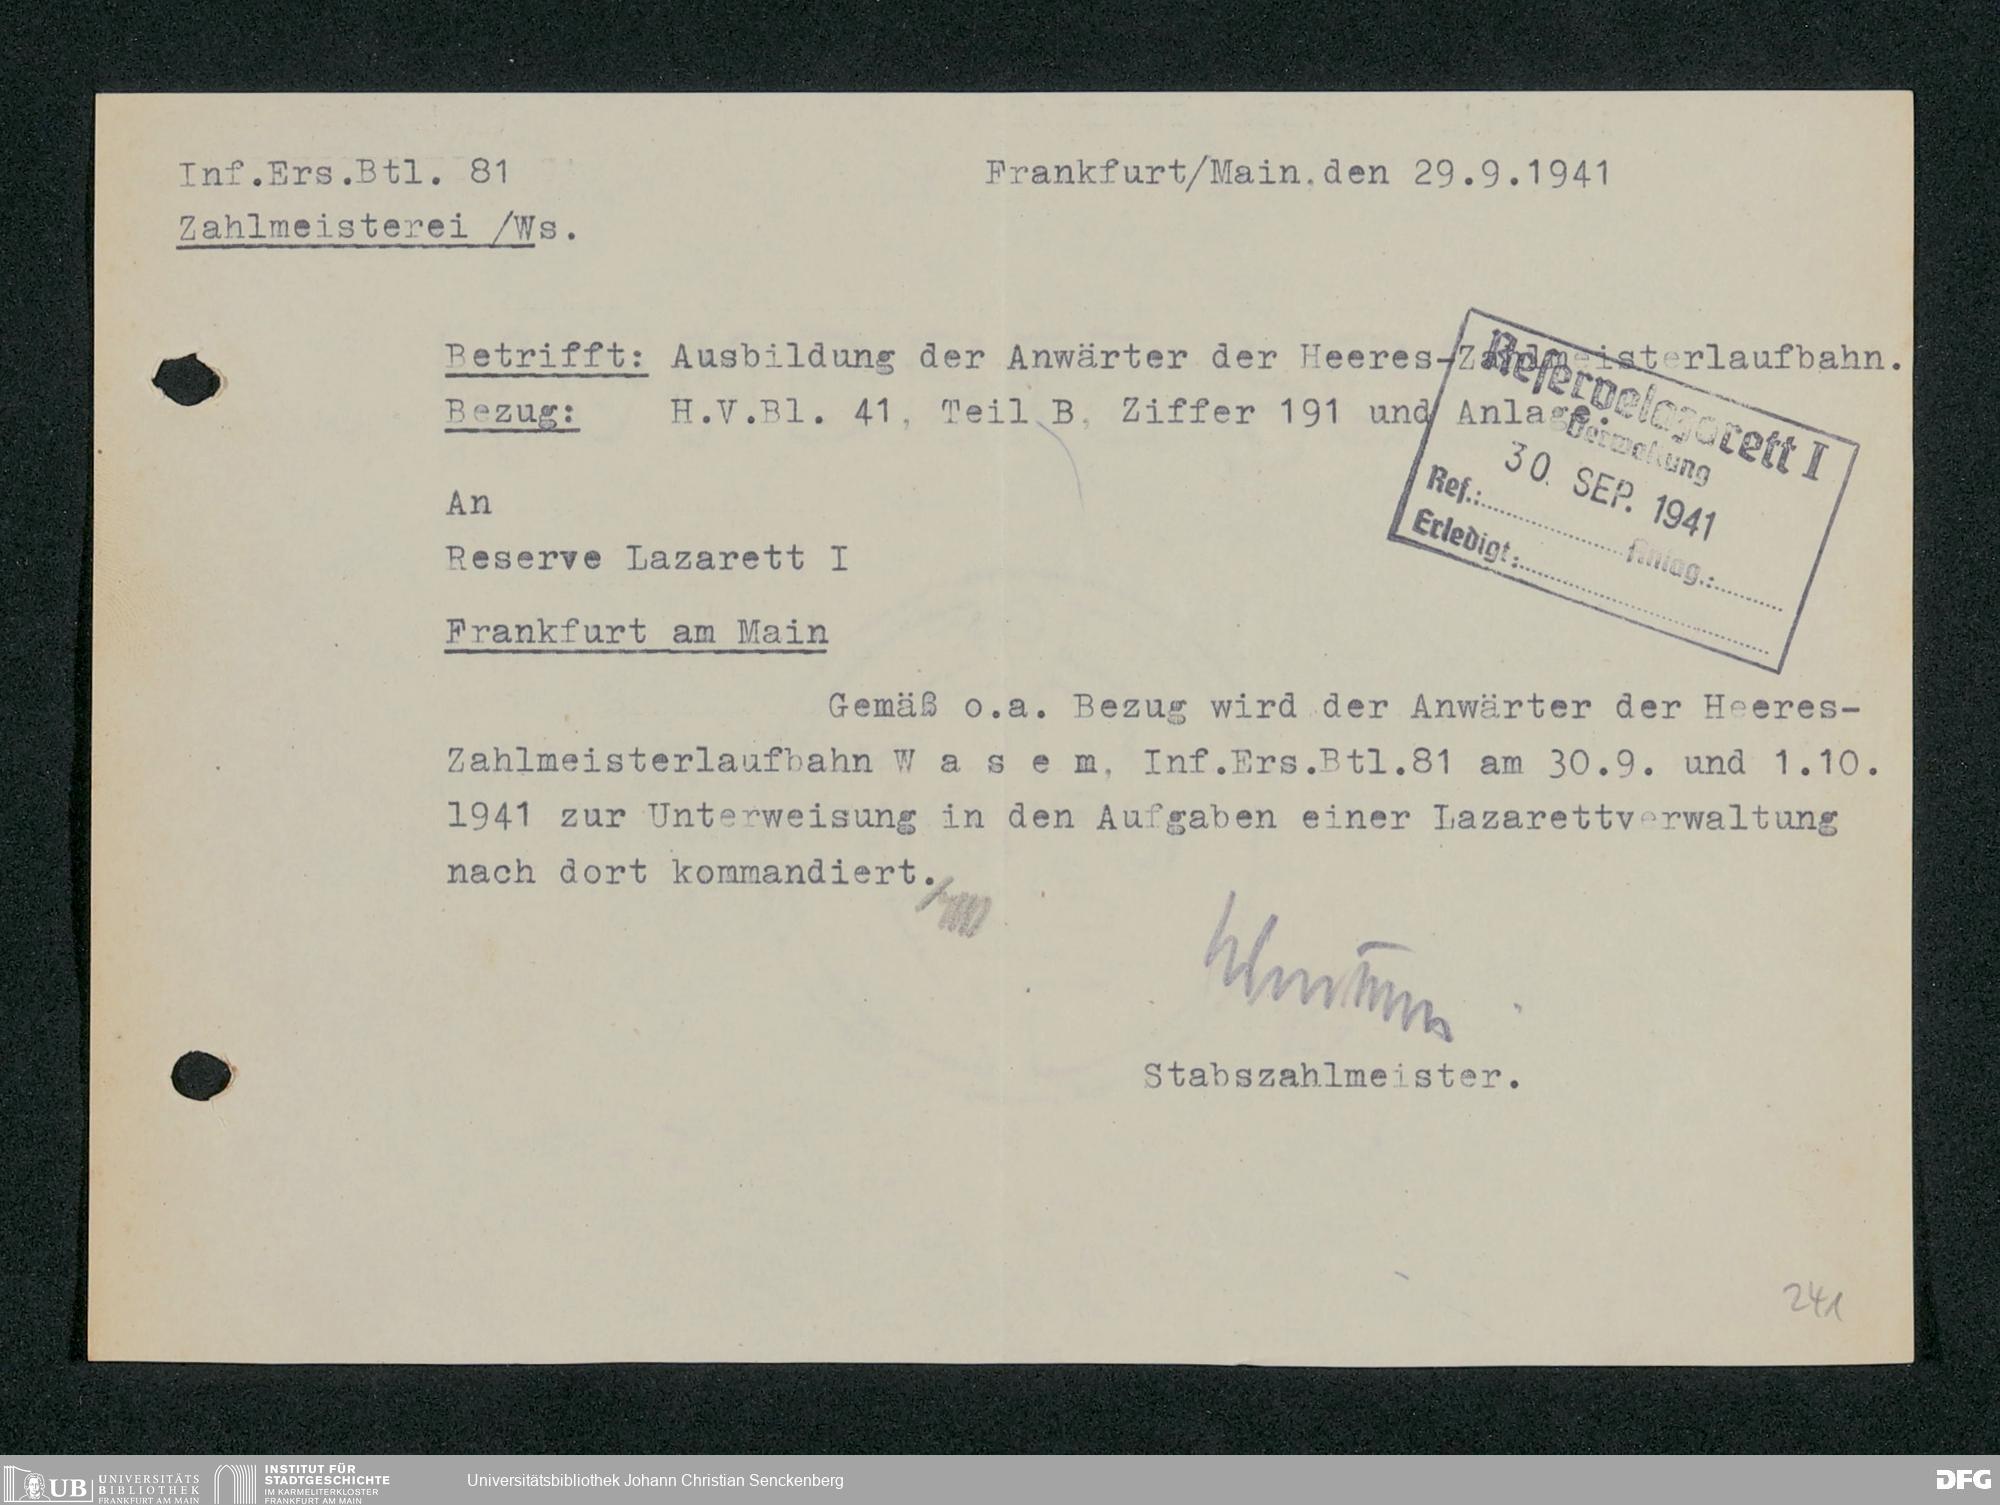 Inf.Ers.Btl. 81
Frankfurt/Main,den 29.9.1941
Zahlmeisterei /Ws.
Betrifft: Ausbildung der Anwärter der Heeres-Zahlmeisterlaufbahn.
Bezug: H.V.Bl. 41, Teil B, Ziffer 191 und Anlage.
Reservelazarett I
Verwaltung
30. SEP. 1941
Ref.: Anlag.:
Erledigt:
An
Reserve Lazarett I
Frankfurt am Main
Gemäß o.a. Bezug wird der Anwärter der Heeres-
Zahlmeisterlaufbahn W a s e m, Inf.Ers.Btl.81 am 30.9. und 1.10.
1941 zur Unterweisung in den Aufgaben einer Lazarettverwaltung
nach dort kommandiert.
Stabszahlmeister.
241
UB UNIVERSITÄTS
BIBLIOTHEK
FRANKFURT AM MAIN
INSTITUT FÜR
STADTGESCHICHTE
IM KARMELITERKLOSTER
FRANKFURT AM MAIN
Universitätsbibliothek Johann Christian Senckenberg
DFG